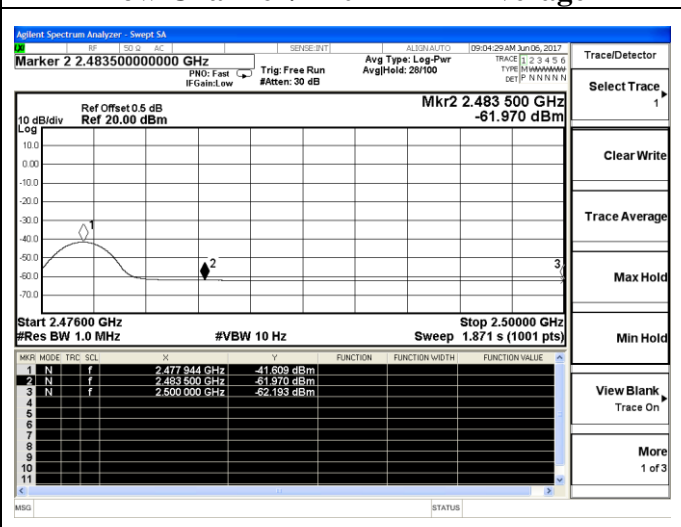 Agilent Spectrum Analyzer - Swept SA
RF 50 Ω AC SENSE:INT ALIGN AUTO 09:04:29 AM Jun 06, 2017
Marker 2 2.483500000000 GHz
PNO: Fast
IFGain:Low
Trig: Free Run
#Atten: 30 dB
Avg Type: Log-Pwr
Avg|Hold: 28/100
TRACE 1 2 3 4 5 6
TYPE MWWWWW
DET P N N N N N
Ref Offset 0.5 dB
10 dB/div Ref 20.00 dBm
Log
Mkr2 2.483 500 GHz
-61.970 dBm
10.0
0.00
-10.0
-20.0
-30.0
-40.0
-50.0
-60.0
-70.0
1
2
3
Start 2.47600 GHz
Stop 2.50000 GHz
#Res BW 1.0 MHz #VBW 10 Hz Sweep 1.871 s (1001 pts)
MKR MODE TRC SCL X Y FUNCTION FUNCTION WIDTH FUNCTION VALUE
1 N f 2.477 944 GHz -41.609 dBm
2 N f 2.483 500 GHz -61.970 dBm
3 N f 2.500 000 GHz -62.193 dBm
4
5
6
7
8
9
10
11
MSG STATUS
Trace/Detector
Select Trace
1
Clear Write
Trace Average
Max Hold
Min Hold
View Blank
Trace On
More
1 of 3